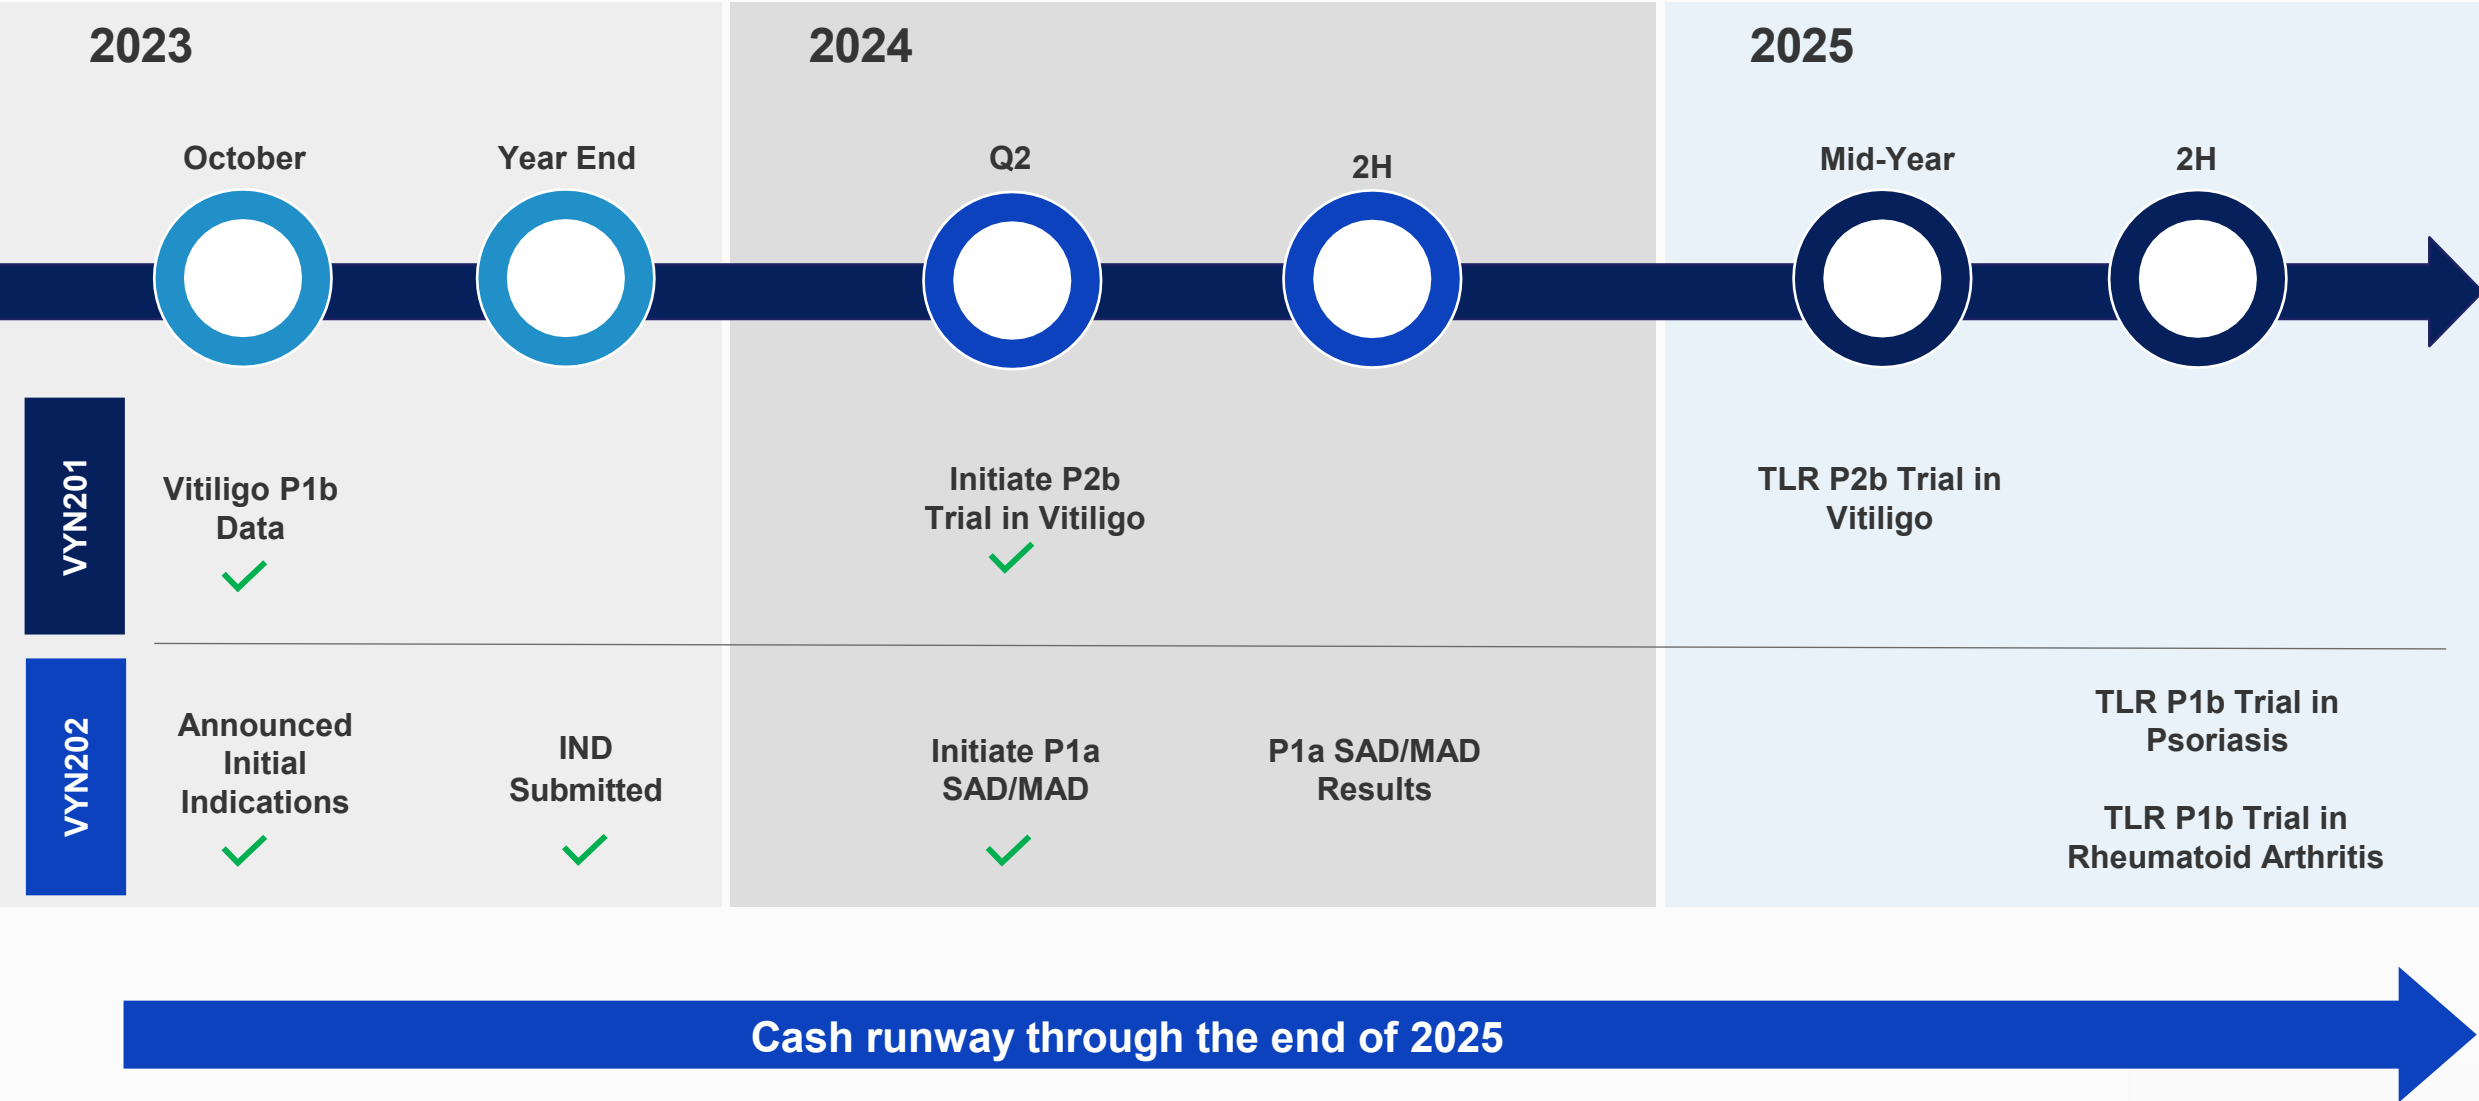 2023
2024
2025
October
Year End
Q2
2H
Mid-Year
2H
VYN201
Vitiligo P1b
Data
Initiate P2b
Trial in Vitiligo
TLR P2b Trial in
Vitiligo
VYN202
Announced
Initial
Indications
IND
Submitted
Initiate P1a
SAD/MAD
P1a SAD/MAD
Results
TLR P1b Trial in
Psoriasis
TLR P1b Trial in
Rheumatoid Arthritis
Cash runway through the end of 2025